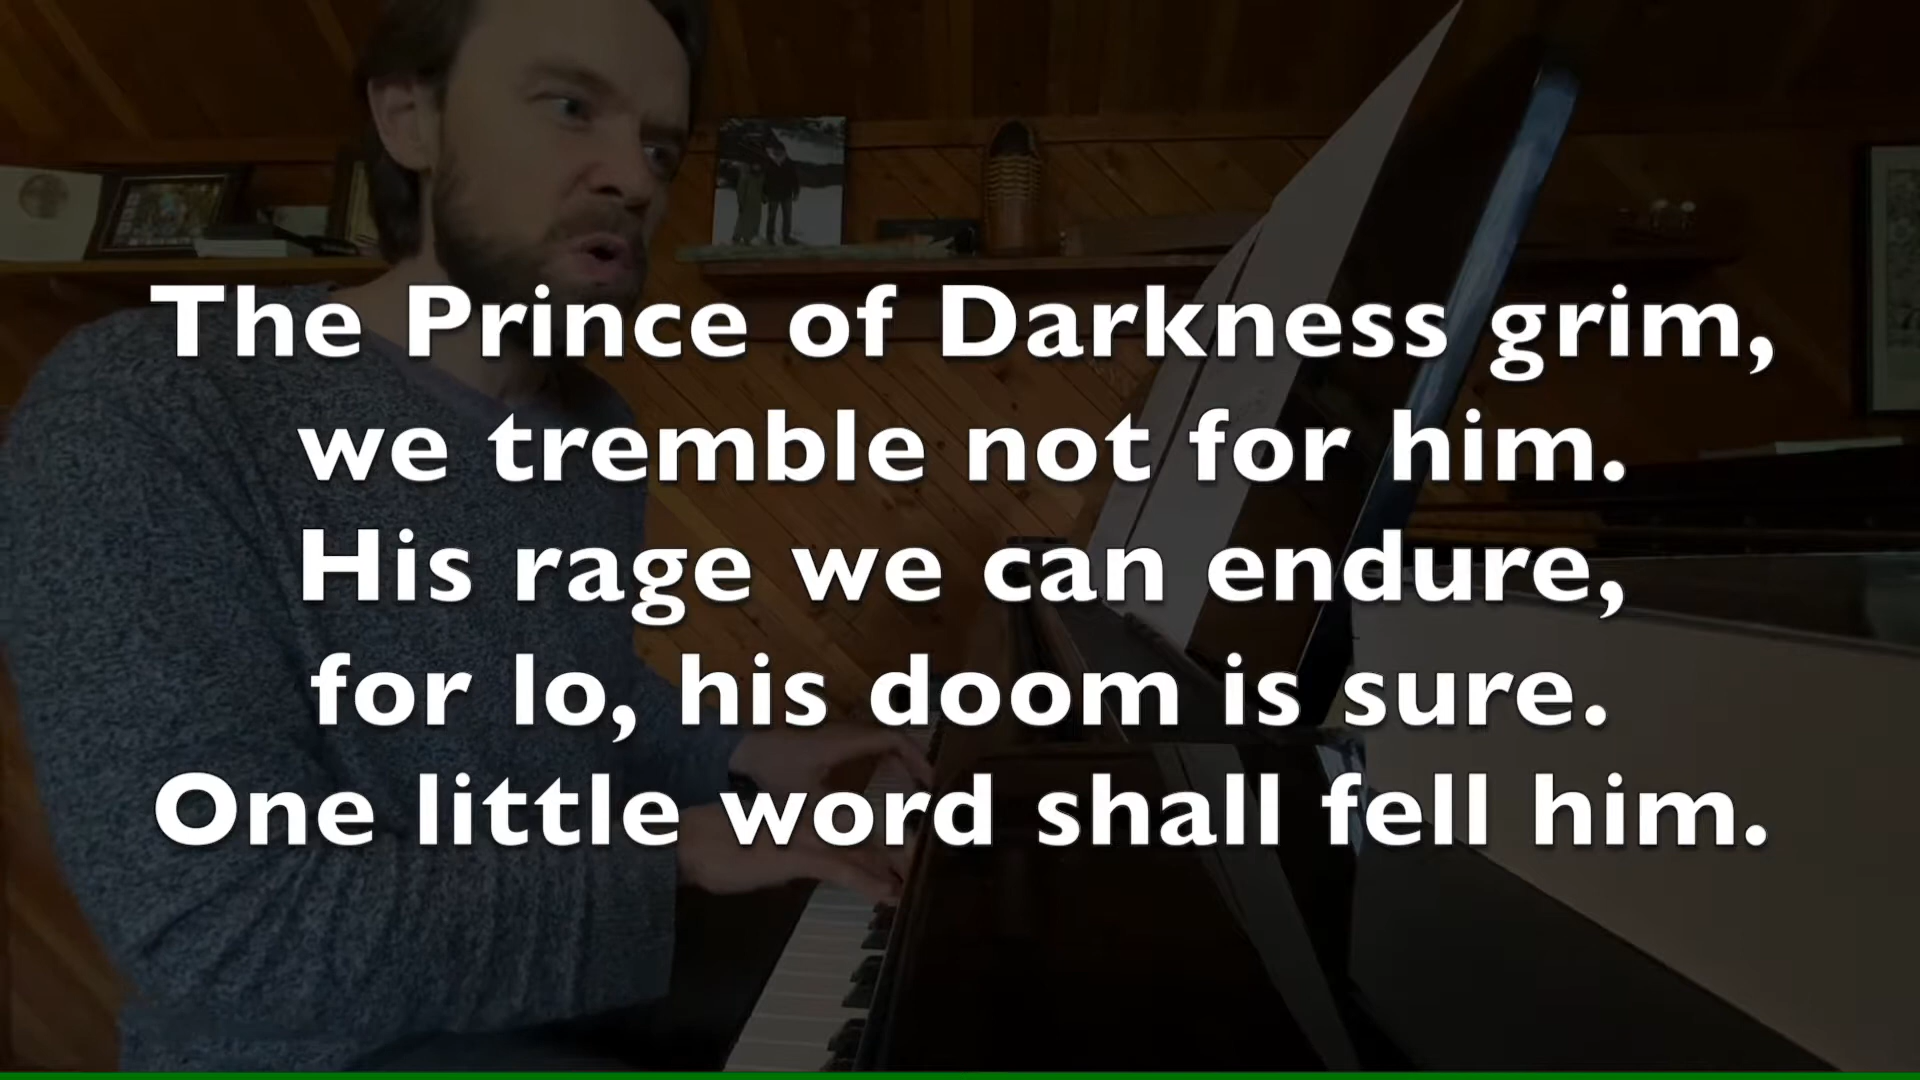 The Prince of Darkness grim,
we tremble not for him.
His rage we can endure,
for lo, his doom is sure.
One little word shall fell him.